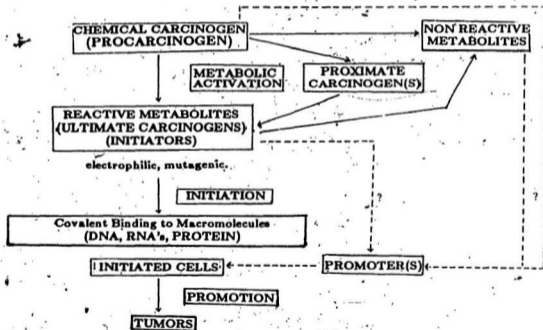 CHEMICAL CARCINOGEN
(PROCARCINOGEN)
NON REACTIVE
METABOLITES
METABOLIC
ACTIVATION
PROXIMATE
CARCINOGEN(S)
REACTIVE METABOLITES
(ULTIMATE CARCINOGENS)
(INITIATORS)
electrophilic, mutagenic.
INITIATION
?
?
Covalent Binding to Macromolecules
(DNA, RNA's, PROTEIN)
INITIATED CELLS
PROMOTER(S)
PROMOTION
TUMORS